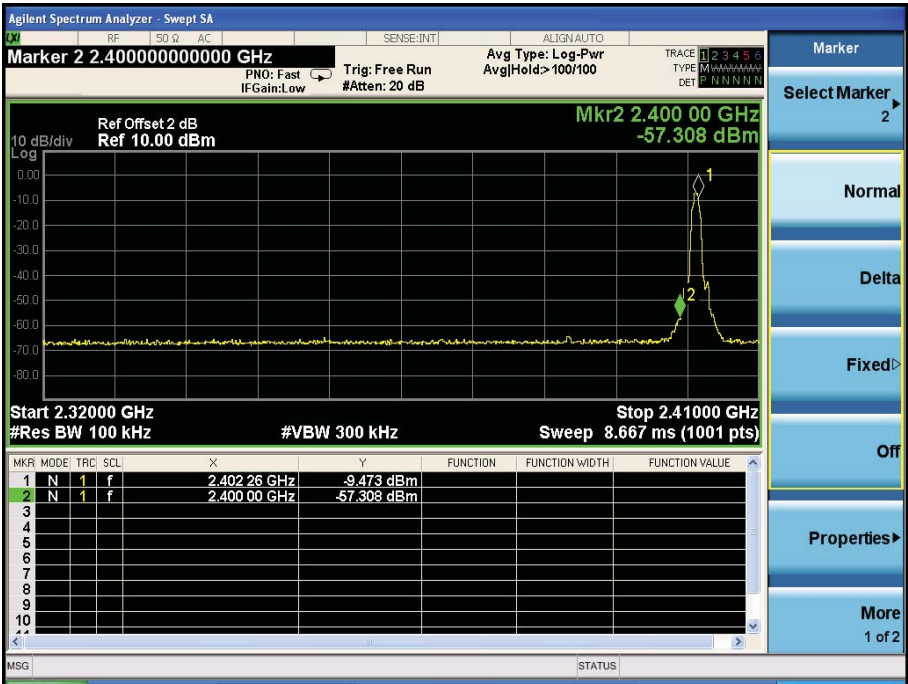 Agilent Spectrum Analyzer - Swept SA
LXI RF 50 Ω AC SENSE:INT ALIGN AUTO
Marker 2 2.400000000000 GHz
PNO: Fast
IFGain:Low
Trig: Free Run
#Atten: 20 dB
Avg Type: Log-Pwr
Avg|Hold:>100/100
TRACE 1 2 3 4 5 6
TYPE MWWWWW
DET P N N N N N
Mkr2 2.400 00 GHz
-57.308 dBm
Ref Offset 2 dB
10 dB/div Ref 10.00 dBm
Log
0.00
-10.0
-20.0
-30.0
-40.0
-50.0
-60.0
-70.0
-80.0
1
2
Start 2.32000 GHz Stop 2.41000 GHz
#Res BW 100 kHz #VBW 300 kHz Sweep 8.667 ms (1001 pts)
MKR MODE TRC SCL X Y FUNCTION FUNCTION WIDTH FUNCTION VALUE
1 N 1 f 2.402 26 GHz -9.473 dBm
2 N 1 f 2.400 00 GHz -57.308 dBm
3
4
5
6
7
8
9
10
11
MSG STATUS
Marker
Select Marker
2
Normal
Delta
Fixed
Off
Properties
More
1 of 2